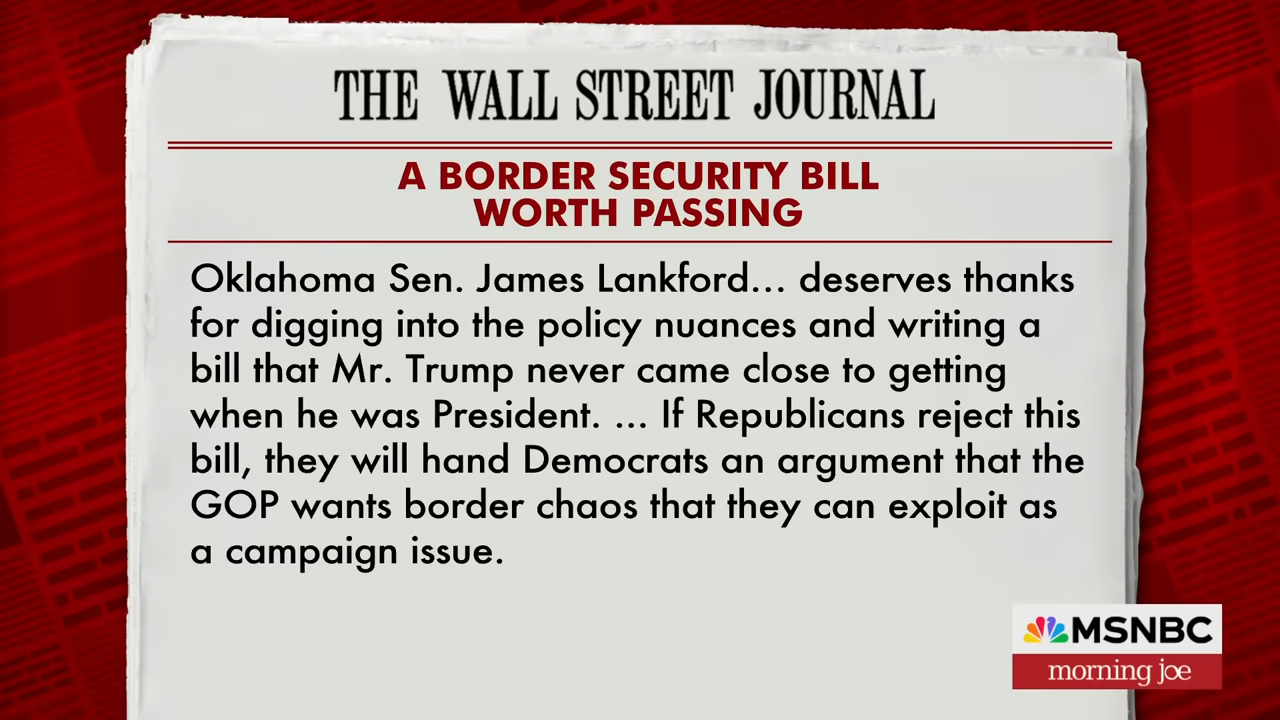 THE WALL STREET JOURNAL
A BORDER SECURITY BILL
WORTH PASSING
Oklahoma Sen. James Lankford... deserves thanks
for digging into the policy nuances and writing a
bill that Mr. Trump never came close to getting
when he was President. ... If Republicans reject this
bill, they will hand Democrats an argument that the
GOP wants border chaos that they can exploit as
a campaign issue.
MSNBC
morning joe